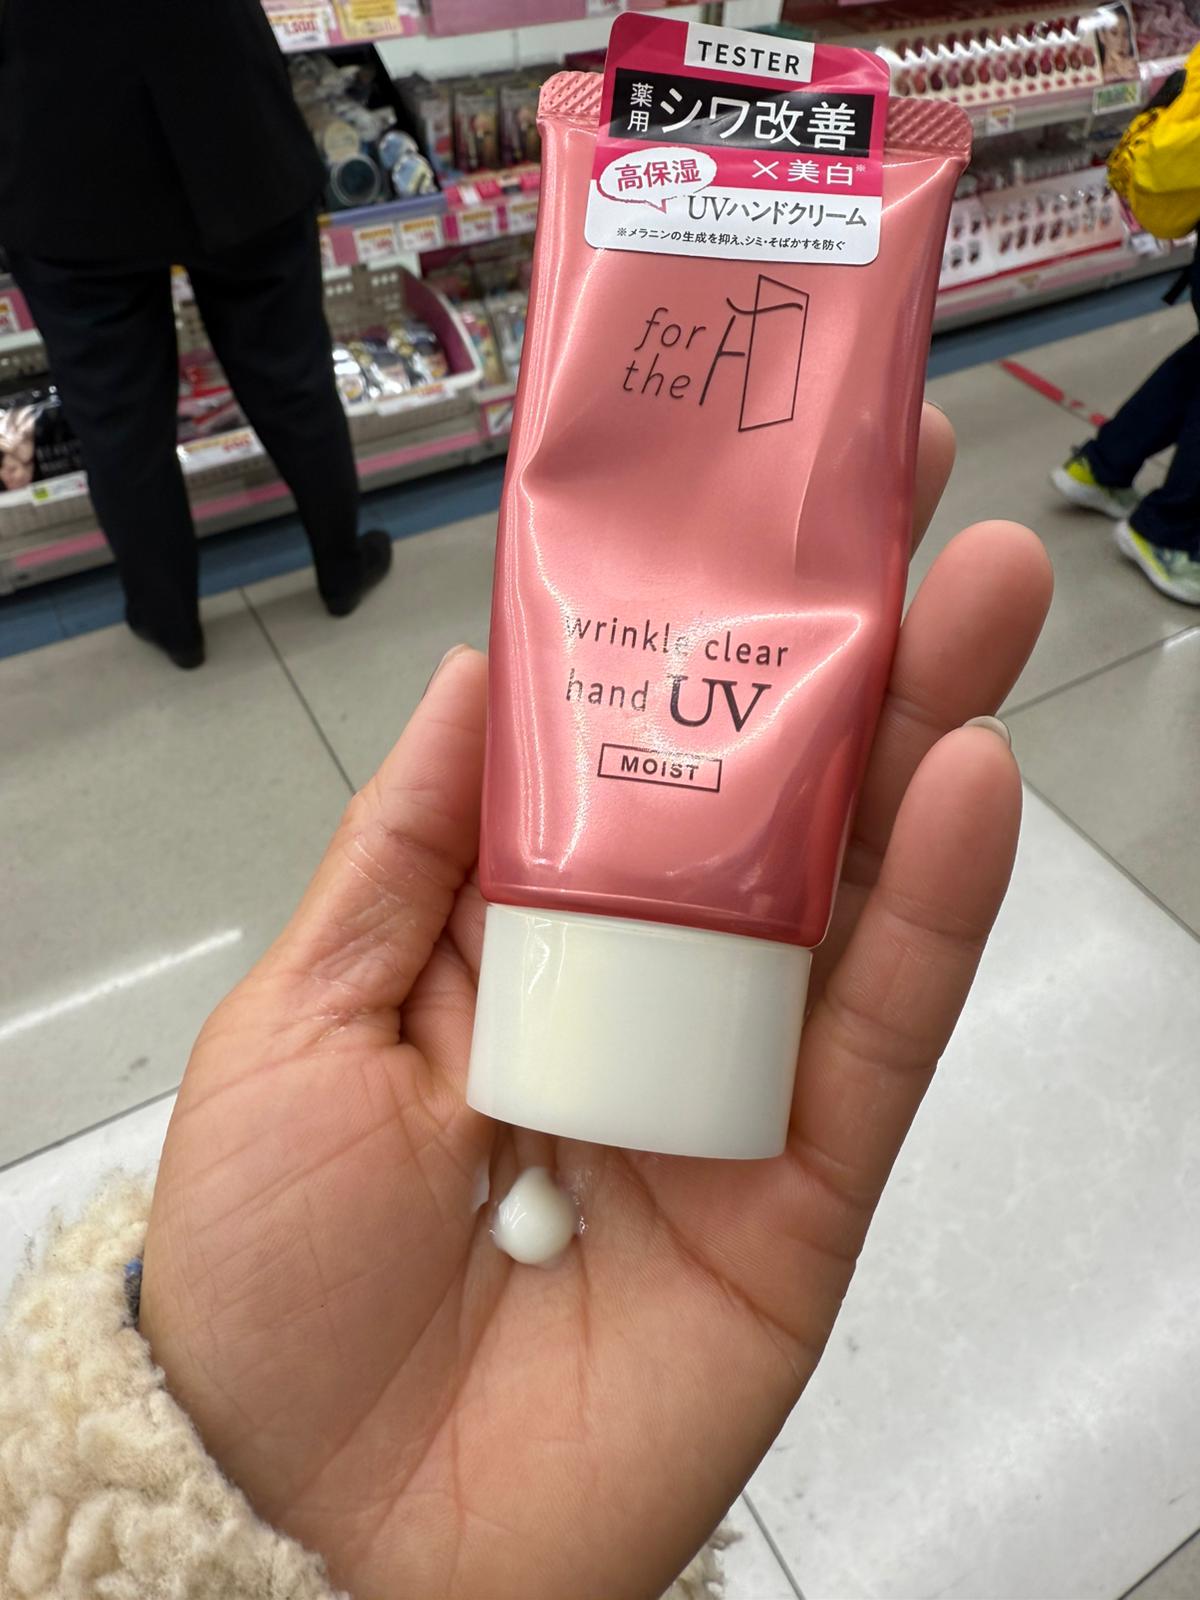 TESTER
薬用 シワ改善
高保湿 × 美白※
UVハンドクリーム
※メラニンの生成を抑え、シミ・そばかすを防ぐ
for
the
wrinkle clear
hand UV
MOIST